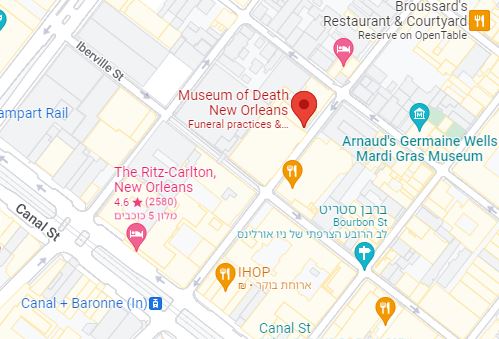 Broussard's
Restaurant & Courtyard
Reserve on OpenTable
Iberville St
Museum of Death
New Orleans
Funeral practices &...
ampart Rail
Arnaud's Germaine Wells
Mardi Gras Museum
The Ritz-Carlton,
New Orleans
4.6 ★ (2580)
מלון 5 כוכבים
ברבן סטריט
Bourbon St
לב הרובע הצרפתי של ניו אורלינס
Canal St
IHOP
ארוחת בוקר • ₪
Canal + Baronne (In)
Canal St